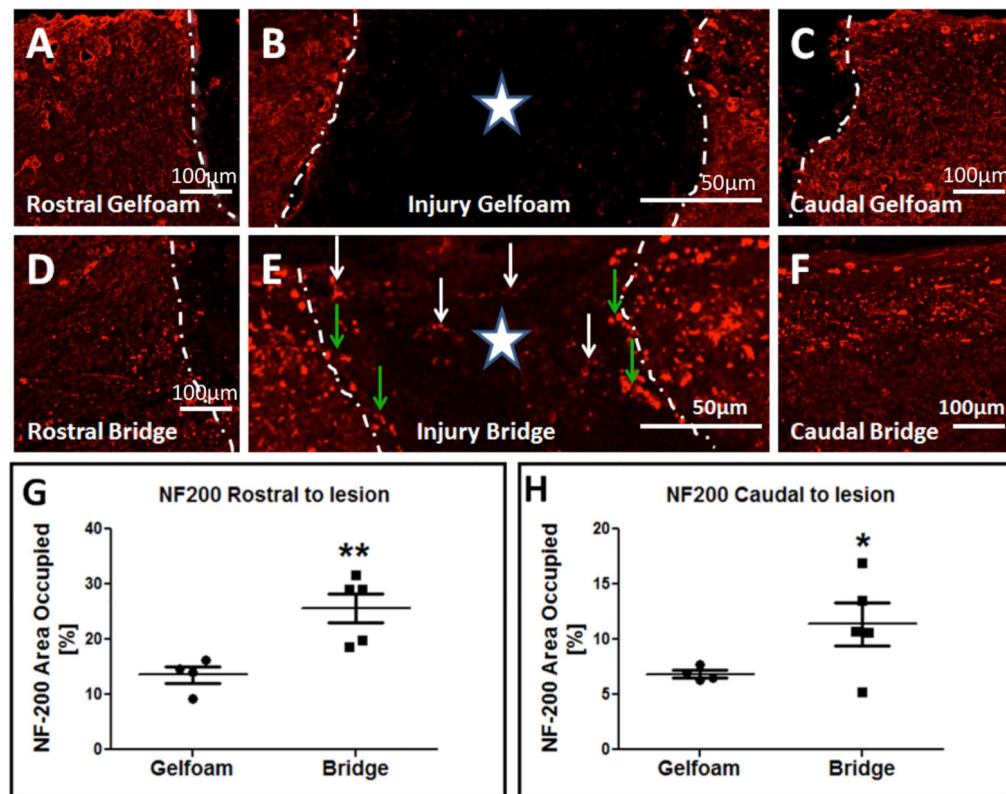 A
100µm
Rostral Gelfoam
B
50µm
Injury Gelfoam
C
100µm
Caudal Gelfoam
D
100µm
Rostral Bridge
E
50µm
Injury Bridge
F
100µm
Caudal Bridge
G
NF200 Rostral to lesion
NF-200 Area Occupied
[%]
40
30
20
10
0
**
Gelfoam
Bridge
H
NF200 Caudal to lesion
NF-200 Area Occupied
[%]
20
15
10
5
0
*
Gelfoam
Bridge